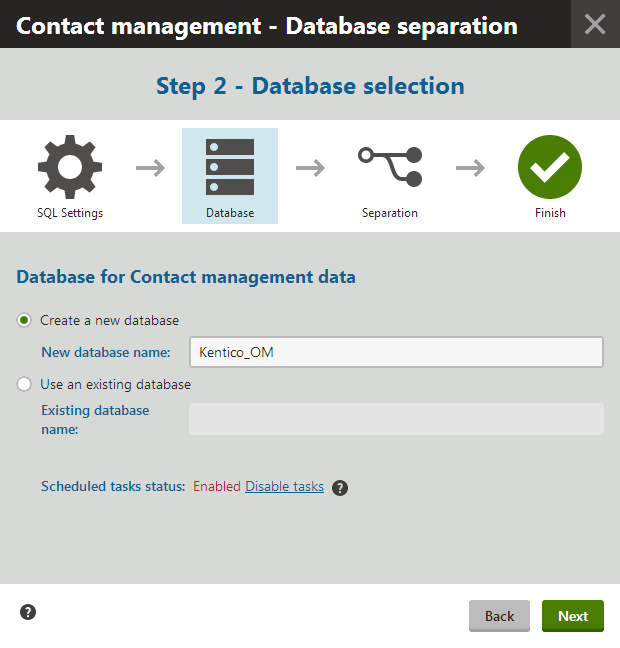 Contact management - Database separation
Step 2 - Database selection
SQL Settings
Database
Separation
Finish
Database for Contact management data
Create a new database
New database name: Kentico_OM
Use an existing database
Existing database
name:
Scheduled tasks status: Enabled Disable tasks ?
? Back Next